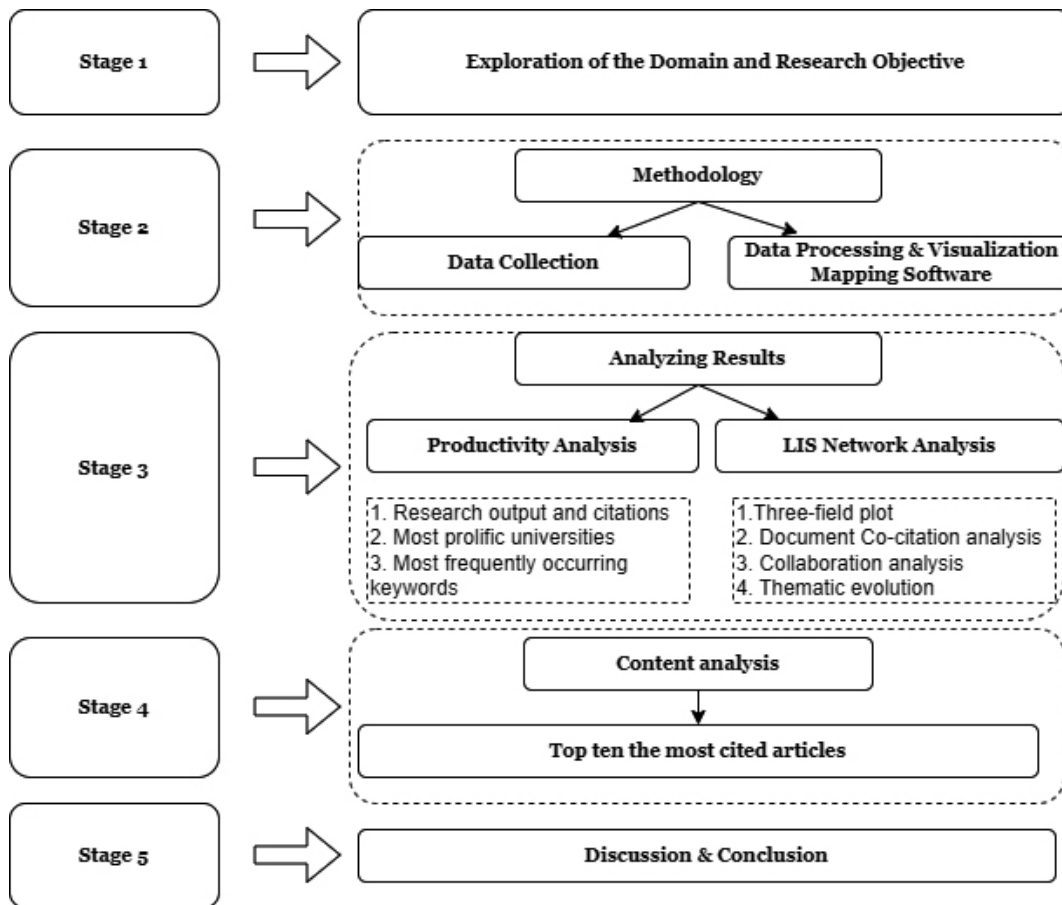 Stage 1
Exploration of the Domain and Research Objective
Stage 2
Methodology
Data Collection
Data Processing & Visualization
Mapping Software
Stage 3
Analyzing Results
Productivity Analysis
LIS Network Analysis
1. Research output and citations
2. Most prolific universities
3. Most frequently occurring
keywords
1.Three-field plot
2. Document Co-citation analysis
3. Collaboration analysis
4. Thematic evolution
Stage 4
Content analysis
Top ten the most cited articles
Stage 5
Discussion & Conclusion